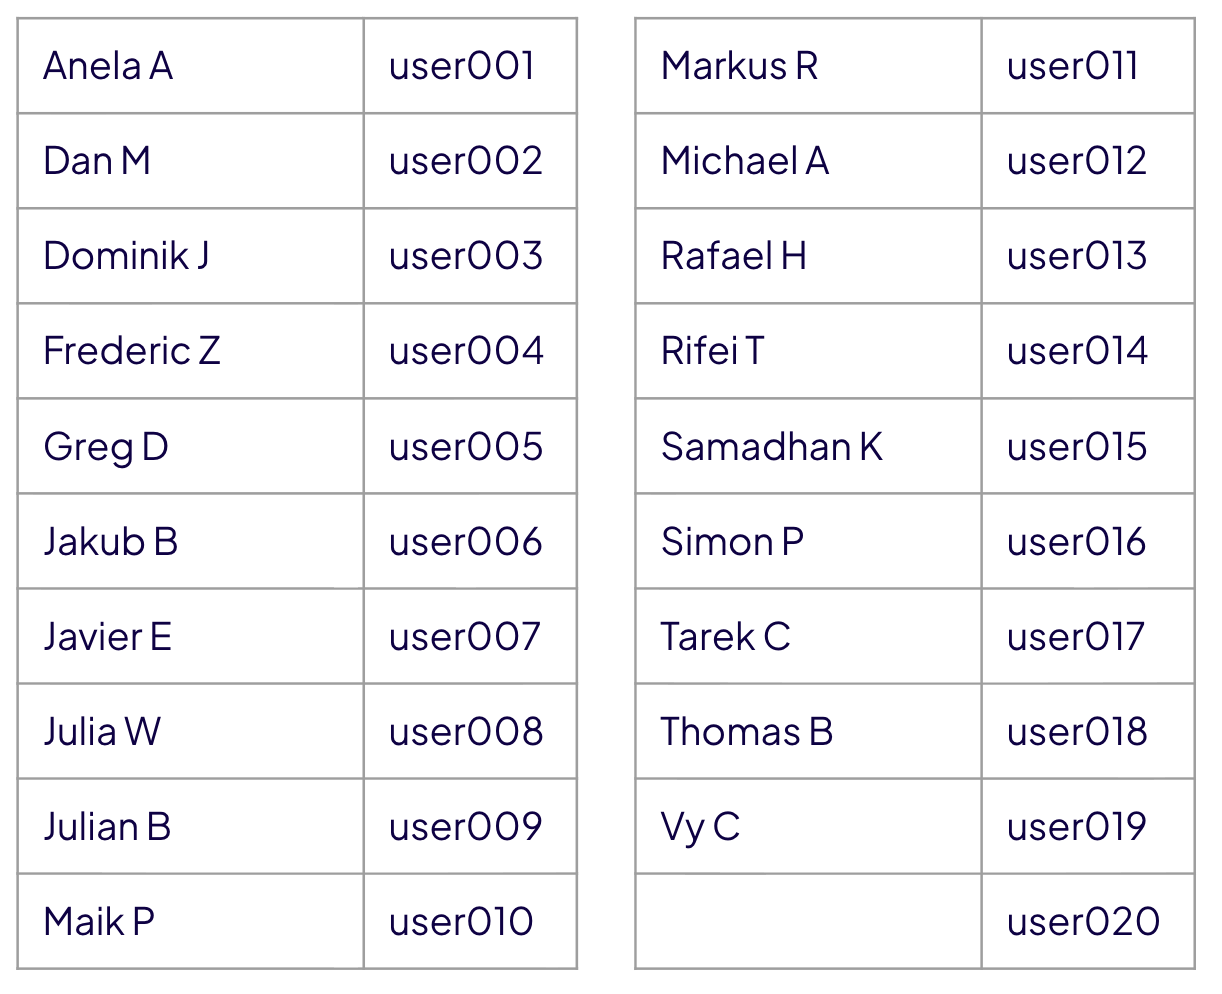 Anela A user001
Dan M user002
Dominik J user003
Frederic Z user004
Greg D user005
Jakub B user006
Javier E user007
Julia W user008
Julian B user009
Maik P user010
Markus R user011
Michael A user012
Rafael H user013
Rifei T user014
Samadhan K user015
Simon P user016
Tarek C user017
Thomas B user018
Vy C user019
user020